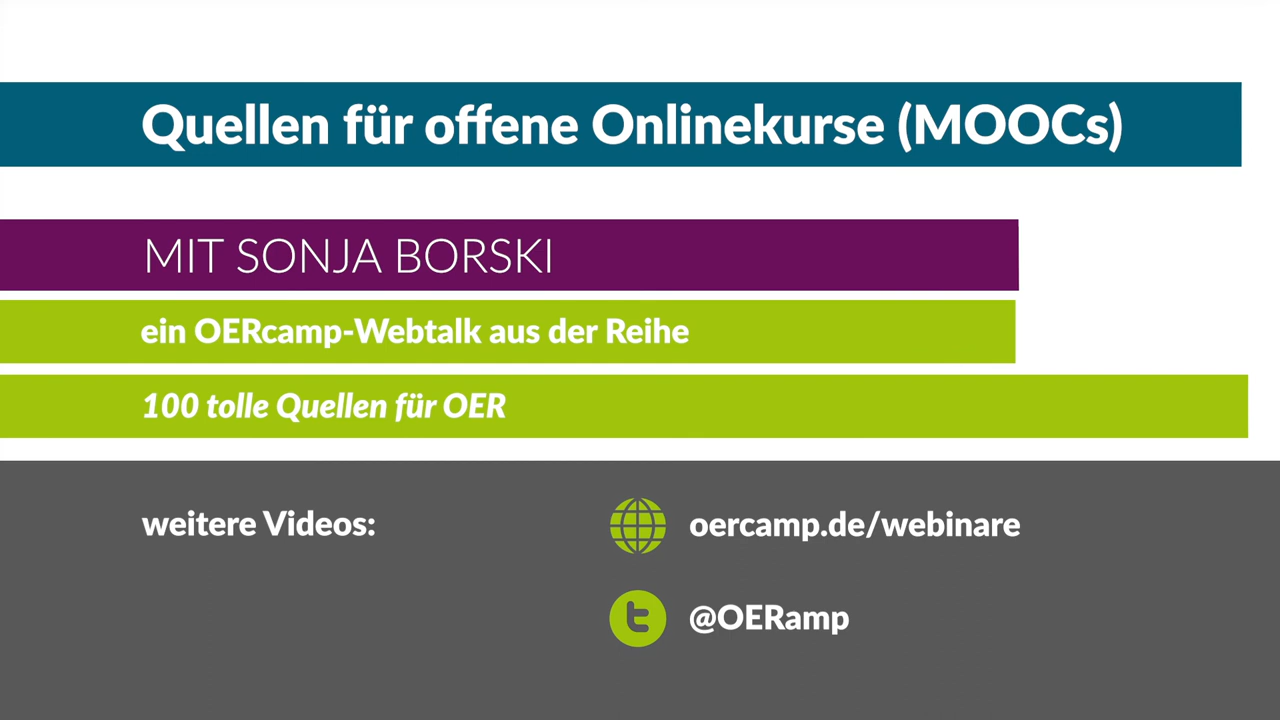 Quellen für offene Onlinekurse (MOOCs)
MIT SONJA BORSKI
ein OERcamp-Webtalk aus der Reihe
100 tolle Quellen für OER
weitere Videos:
oercamp.de/webinare
@OERamp